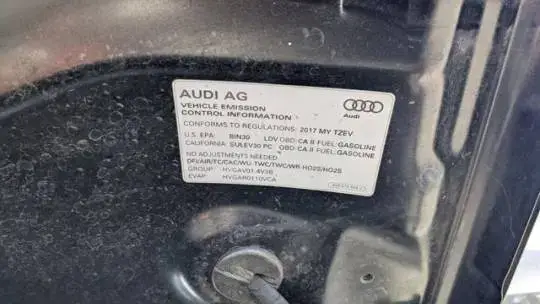 AUDI AG
Audi
VEHICLE EMISSION
CONTROL INFORMATION
CONFORMS TO REGULATIONS: 2017 MY TZEV
U.S. EPA: BIN30 LDV OBD: CA II FUEL: GASOLINE
CALIFORNIA: SULEV30 PC OBD: CA II FUEL: GASOLINE
NO ADJUSTMENTS NEEDED
DFI/AIR/TC/CAC/WU-TWC/TWC/WR-HO2S/HO2S
GROUP: HVGAV01.4V3B
EVAP: HVGAR0110VCA